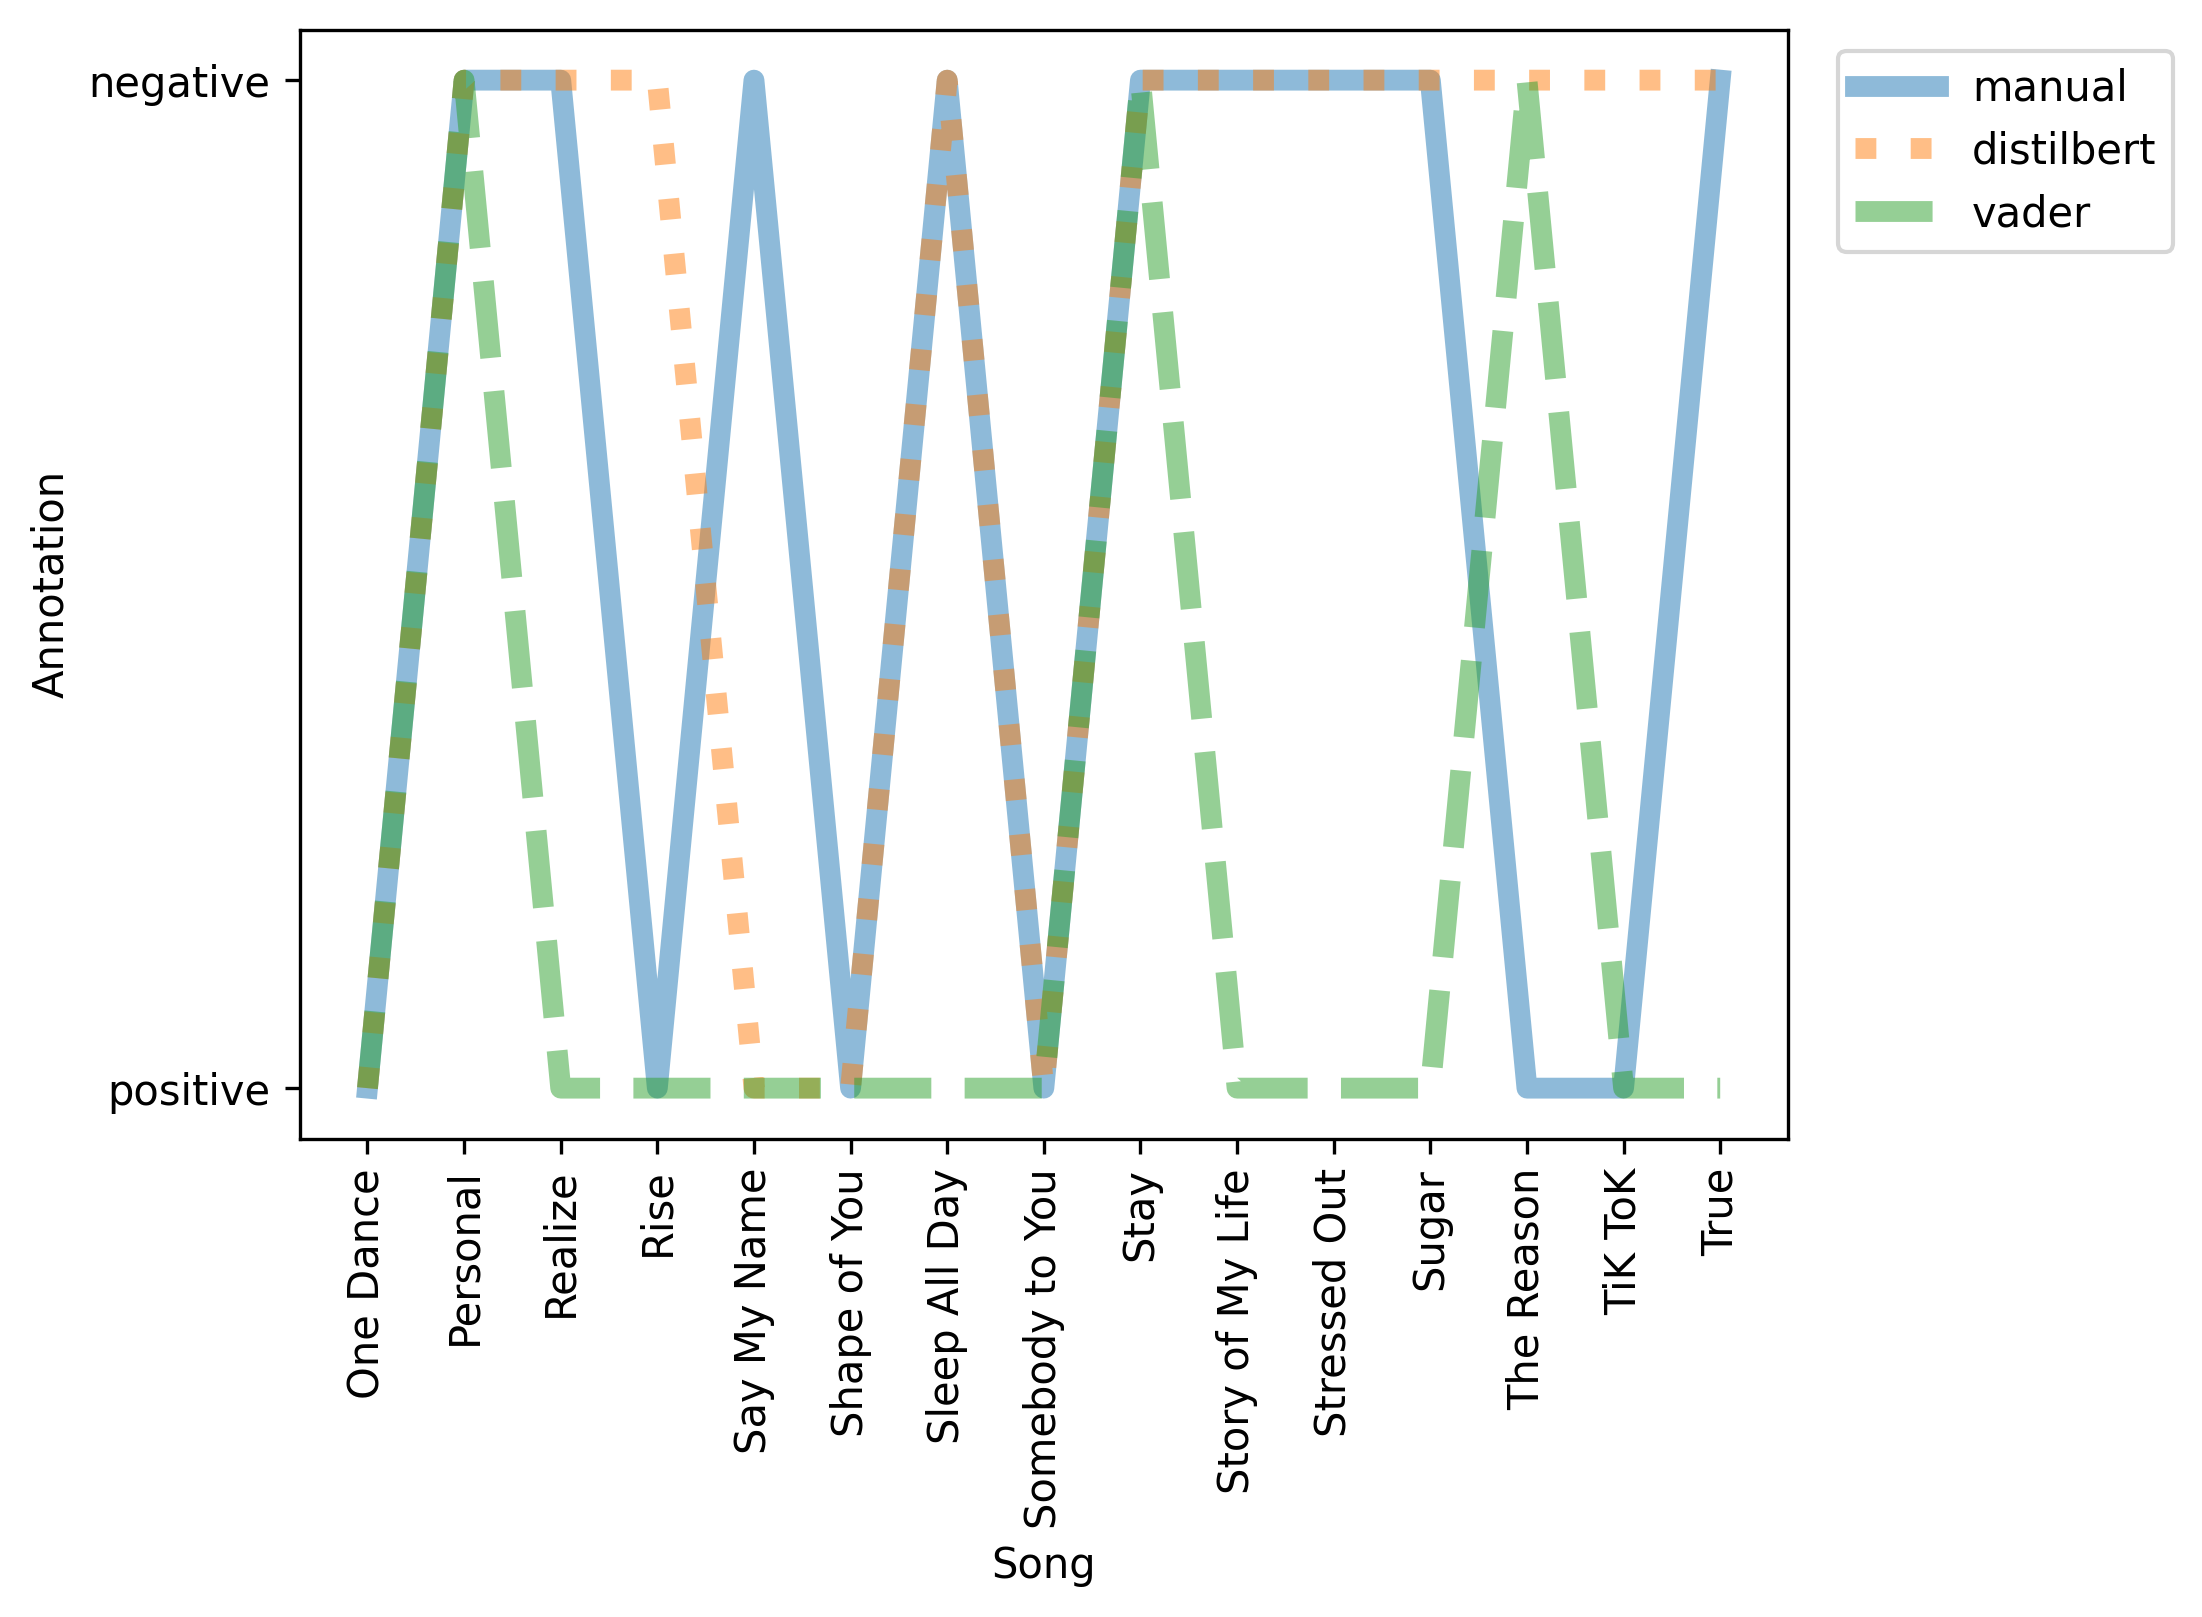 negative
positive
Annotation
manual
distilbert
vader
One Dance
Personal
Realize
Rise
Say My Name
Shape of You
Sleep All Day
Somebody to You
Stay
Story of My Life
Stressed Out
Sugar
The Reason
TiK ToK
True
Song